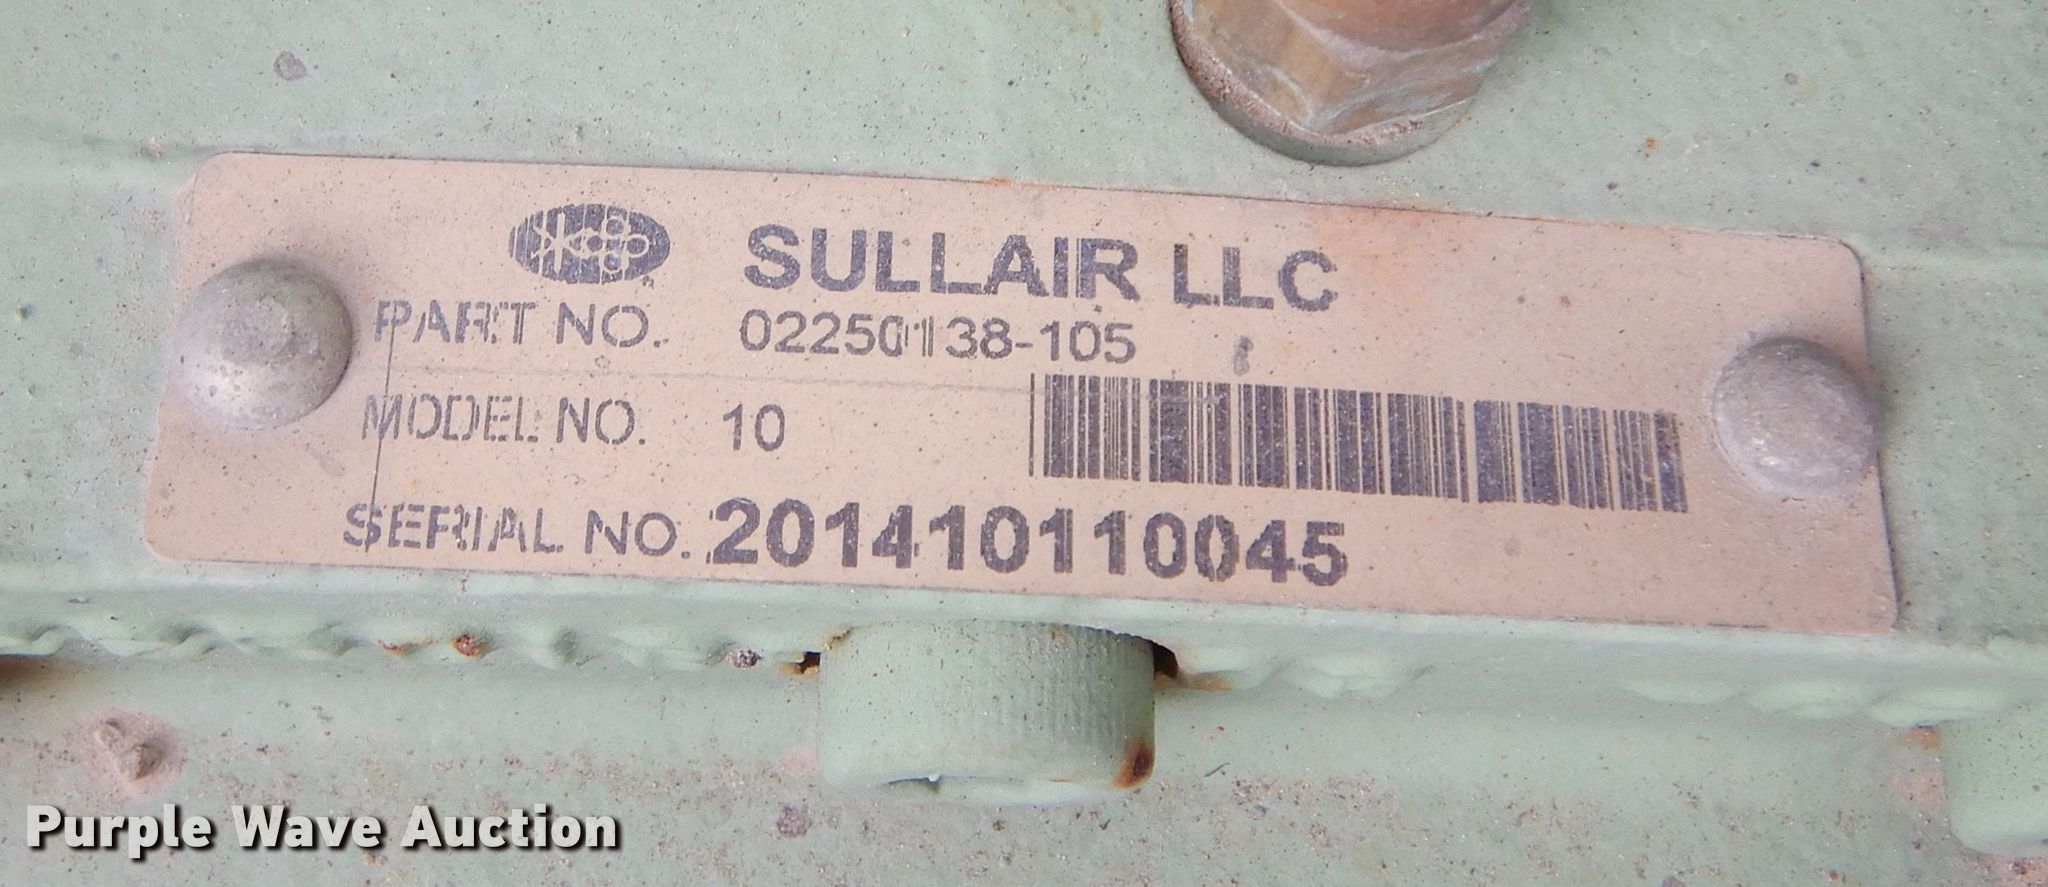 SULLAIR LLC
PART NO. 02250138-105
MODEL NO. 10
SERIAL NO. 201410110045
Purple Wave Auction